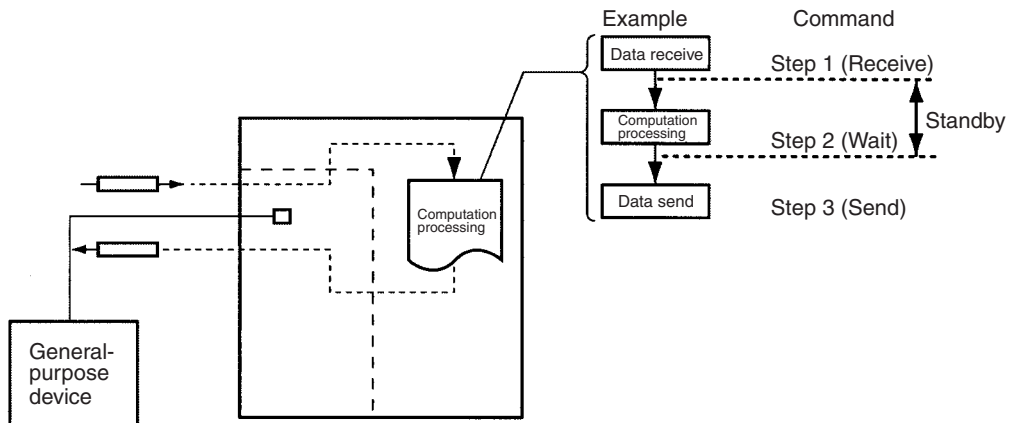 Example
Command
Data receive
Step 1 (Receive)
Computation
processing
Standby
Step 2 (Wait)
Data send
Step 3 (Send)
Computation
processing
General-
purpose
device